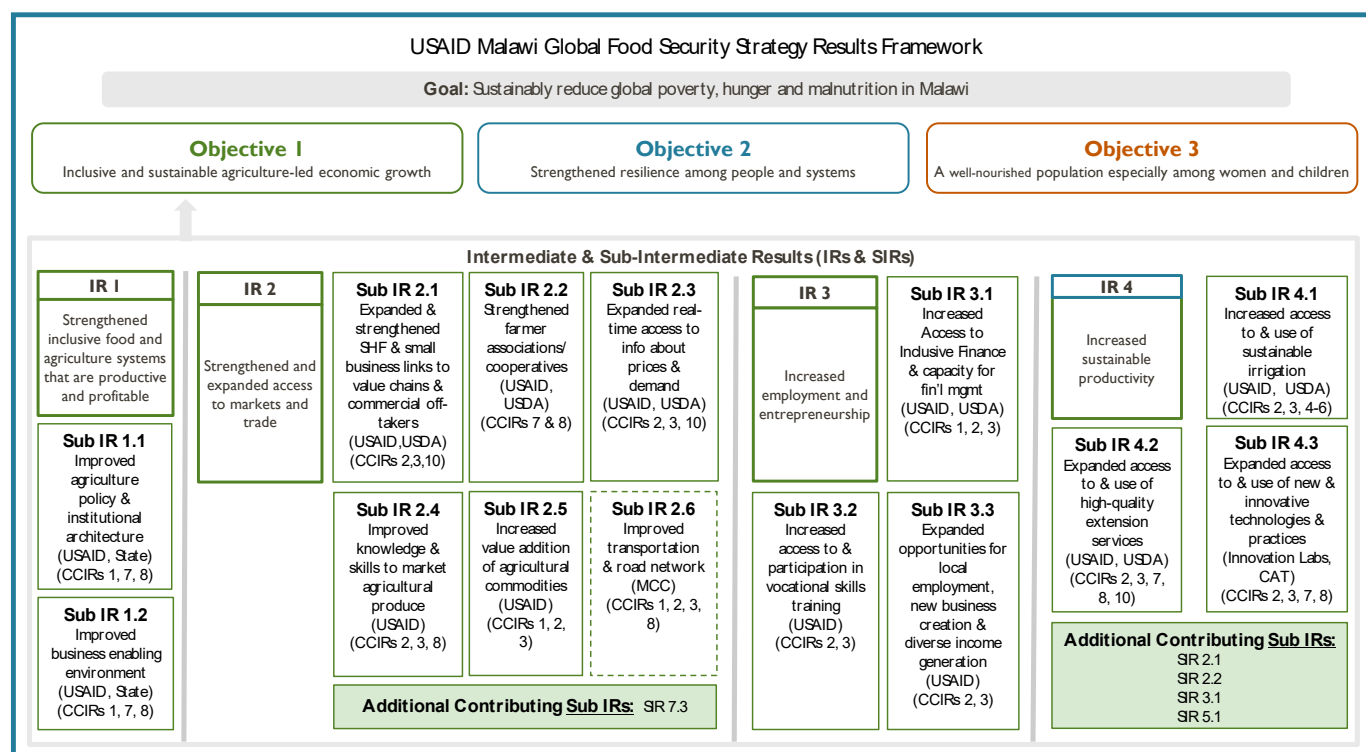 USAID Malawi Global Food Security Strategy Results Framework
Goal: Sustainably reduce global poverty, hunger and malnutrition in Malawi
Objective 1
Inclusive and sustainable agriculture-led economic growth
Objective 2
Strengthened resilience among people and systems
Objective 3
A well-nourished population especially among women and children
Intermediate & Sub-Intermediate Results (IRs & SIRs)
IR 1
Strengthened
inclusive food and
agriculture systems
that are productive
and profitable
Sub IR 1.1
Improved
agriculture
policy &
institutional
architecture
(USAID, State)
(CCIRs 1, 7, 8)
Sub IR 1.2
Improved
business enabling
environment
(USAID, State)
(CCIRs 1, 7, 8)
IR 2
Strengthened and
expanded access
to markets and
trade
Sub IR 2.1
Expanded &
strengthened
SHF & small
business links to
value chains &
commercial off-
takers
(USAID,USDA)
(CCIRs 2,3,10)
Sub IR 2.2
Strengthened
farmer
associations/
cooperatives
(USAID,
USDA)
(CCIRs 7 & 8)
Sub IR 2.3
Expanded real-
time access to
info about
prices &
demand
(USAID, USDA)
(CCIRs 2, 3, 10)
Sub IR 2.4
Improved
knowledge &
skills to market
agricultural
produce
(USAID)
(CCIRs 2, 3, 8)
Sub IR 2.5
Increased
value addition
of agricultural
commodities
(USAID)
(CCIRs 1, 2,
3)
Sub IR 2.6
Improved
transportation
& road network
(MCC)
(CCIRs 1, 2, 3,
8)
Additional Contributing Sub IRs: SIR 7.3
IR 3
Increased
employment and
entrepreneurship
Sub IR 3.1
Increased
Access to
Inclusive Finance
& capacity for
fin'l mgmt
(USAID, USDA)
(CCIRs 1, 2, 3)
Sub IR 3.2
Increased
access to &
participation in
vocational skills
training
(USAID)
(CCIRs 2, 3)
Sub IR 3.3
Expanded
opportunities for
local
employment,
new business
creation &
diverse income
generation
(USAID)
(CCIRs 2, 3)
IR 4
Increased
sustainable
productivity
Sub IR 4.1
Increased access
to & use of
sustainable
irrigation
(USAID, USDA)
(CCIRs 2, 3, 4-6)
Sub IR 4.2
Expanded access
to & use of
high-quality
extension
services
(USAID, USDA)
(CCIRs 2, 3, 7,
8, 10)
Sub IR 4.3
Expanded access
to & use of new &
innovative
technologies &
practices
(Innovation Labs,
CAT)
(CCIRs 2, 3, 7, 8)
Additional Contributing Sub IRs:
SIR 2.1
SIR 2.2
SIR 3.1
SIR 5.1